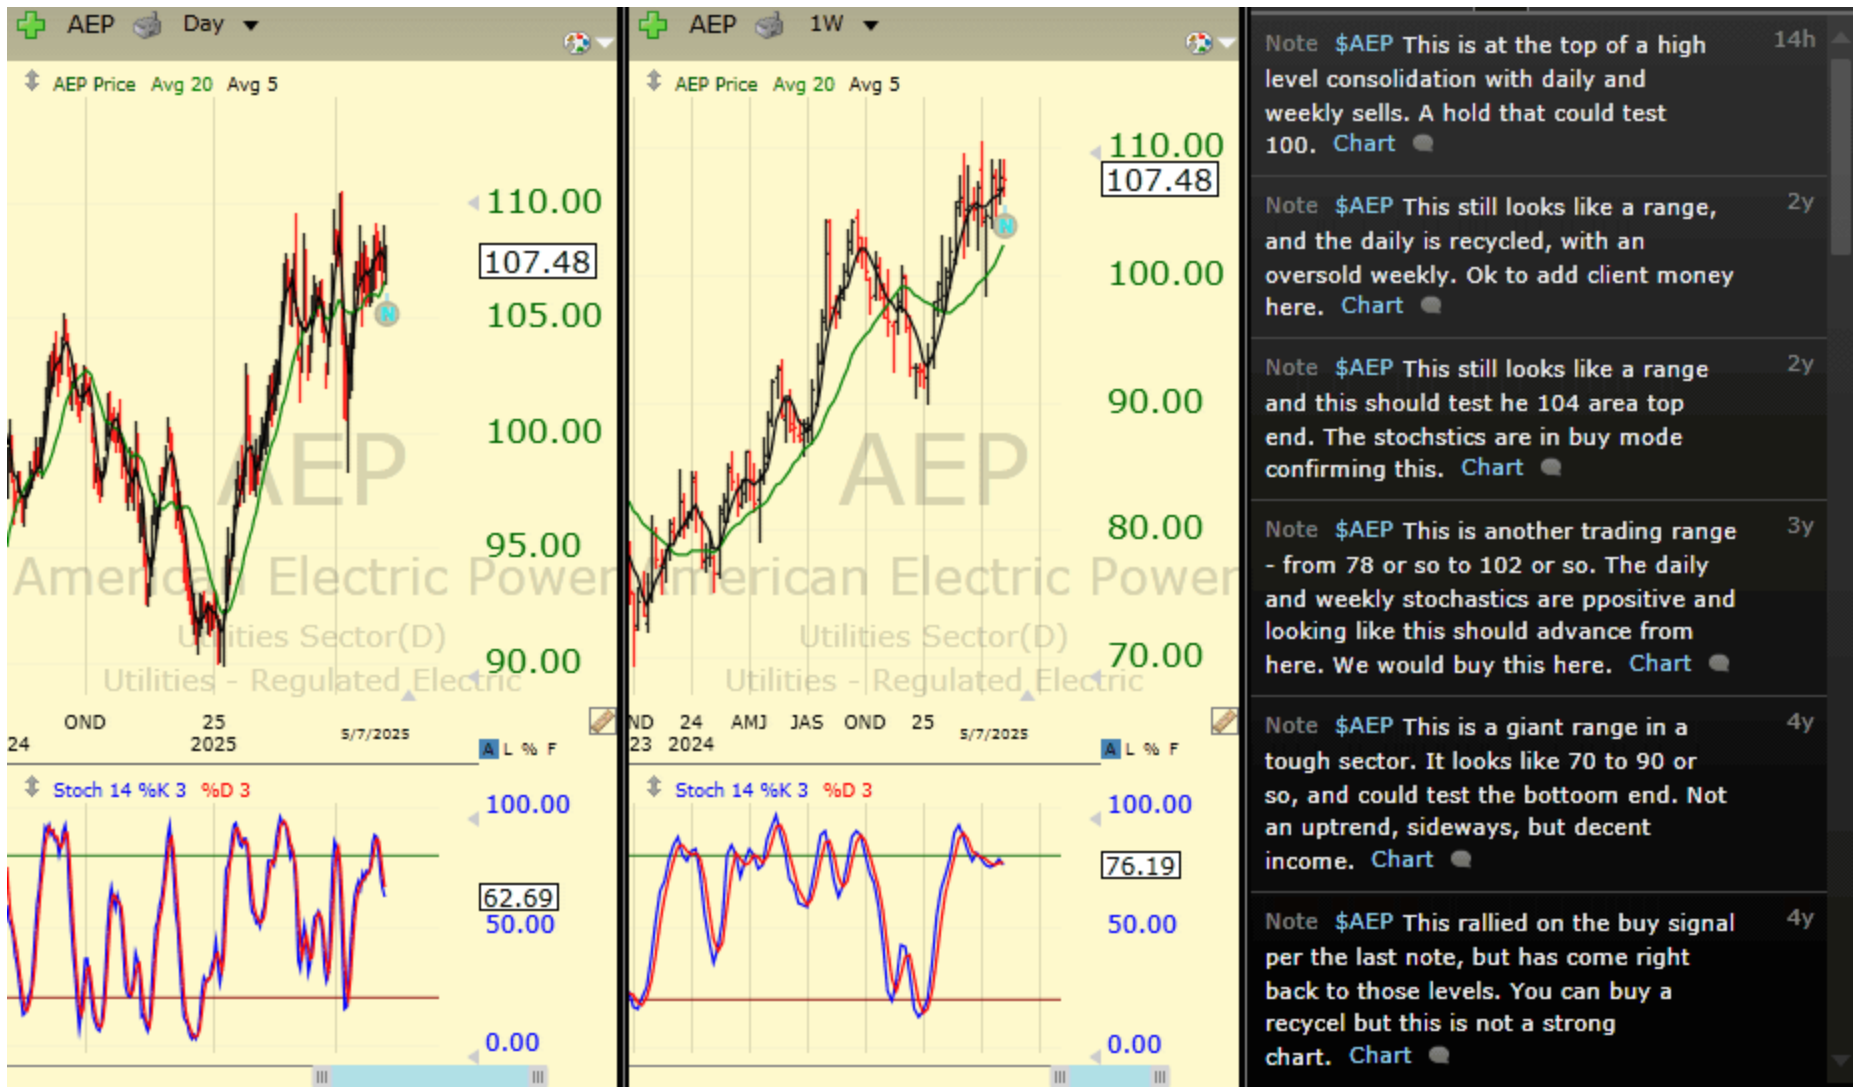 AEP Day
AEP Price Avg 20 Avg 5
110.00
107.48
105.00
100.00
95.00
90.00
AEP
American Electric Power
Utilities Sector(D)
Utilities - Regulated Electric
N
OND 25
24 2025 5/7/2025
A L % F
Stoch 14 %K 3 %D 3
100.00
62.69
50.00
0.00
AEP 1W
AEP Price Avg 20 Avg 5
110.00
107.48
100.00
90.00
80.00
70.00
AEP
American Electric Power
Utilities Sector(D)
Utilities - Regulated Electric
N
ND 24 AMJ JAS OND 25
23 2024 5/7/2025
A L % F
Stoch 14 %K 3 %D 3
100.00
76.19
50.00
0.00
Note $AEP This is at the top of a high 14h
level consolidation with daily and
weekly sells. A hold that could test
100. Chart
Note $AEP This still looks like a range, 2y
and the daily is recycled, with an
oversold weekly. Ok to add client money
here. Chart
Note $AEP This still looks like a range 2y
and this should test he 104 area top
end. The stochstics are in buy mode
confirming this. Chart
Note $AEP This is another trading range 3y
- from 78 or so to 102 or so. The daily
and weekly stochastics are ppositive and
looking like this should advance from
here. We would buy this here. Chart
Note $AEP This is a giant range in a 4y
tough sector. It looks like 70 to 90 or
so, and could test the bottoom end. Not
an uptrend, sideways, but decent
income. Chart
Note $AEP This rallied on the buy signal 4y
per the last note, but has come right
back to those levels. You can buy a
recycel but this is not a strong
chart. Chart